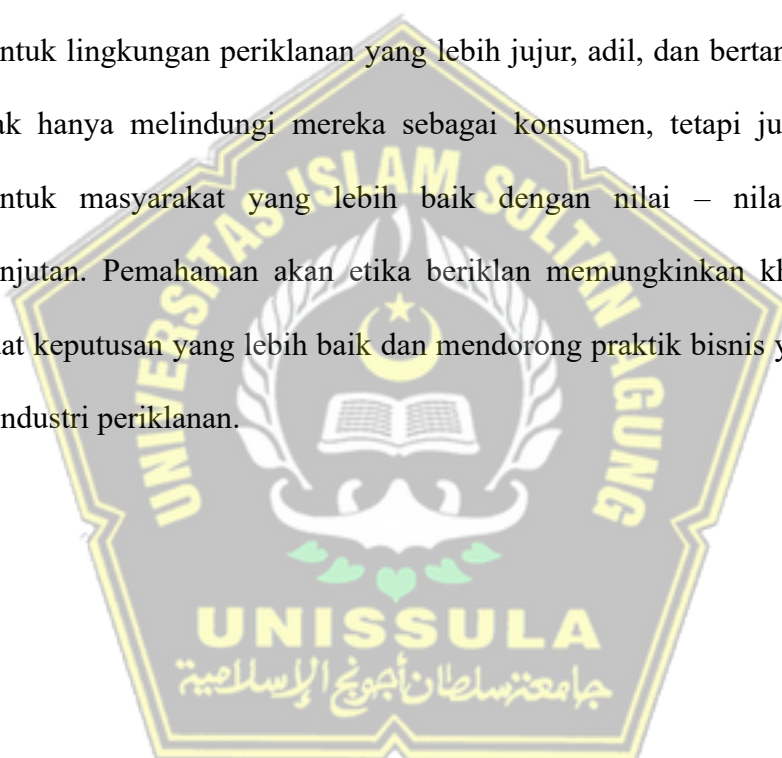 ntuk lingkungan periklanan yang lebih jujur, adil, dan bertan
ak hanya melindungi mereka sebagai konsumen, tetapi ju
ntuk masyarakat yang lebih baik dengan nilai – nila
njutan. Pemahaman akan etika beriklan memungkinkan kh
at keputusan yang lebih baik dan mendorong praktik bisnis y
industri periklanan.
UNIVERSITAS ISLAM SULTAN AGUNG
UNISSULA
جامعة سلطان أجونج الإسلامية